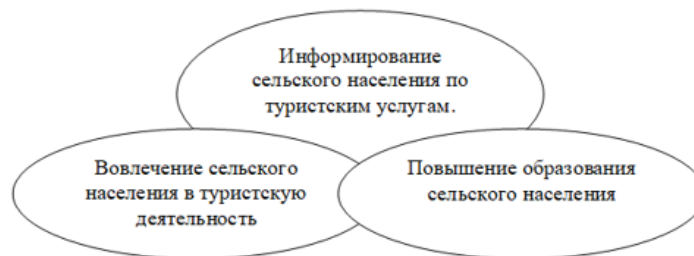 Информирование
сельского населения по
туристским услугам.
Вовлечение сельского
населения в туристскую
деятельность
Повышение образования
сельского населения